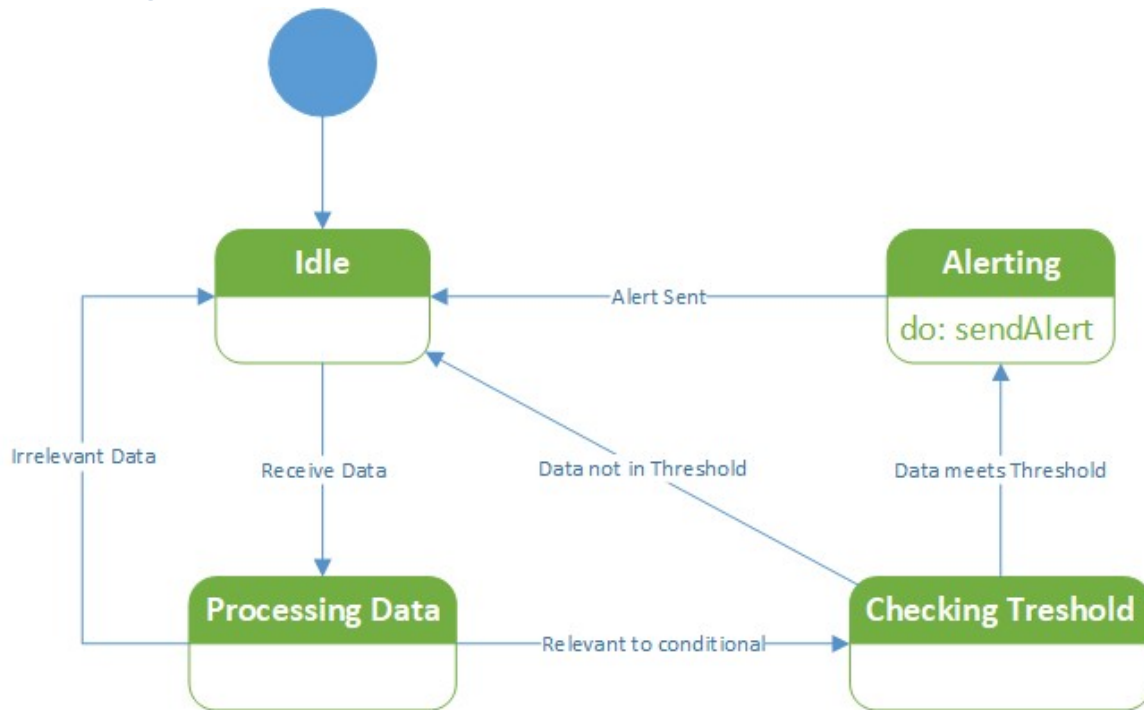 Idle
Alerting
Alert Sent
do: sendAlert
Irrelevant Data
Receive Data
Data not in Threshold
Data meets Threshold
Processing Data
Checking Treshold
Relevant to conditional